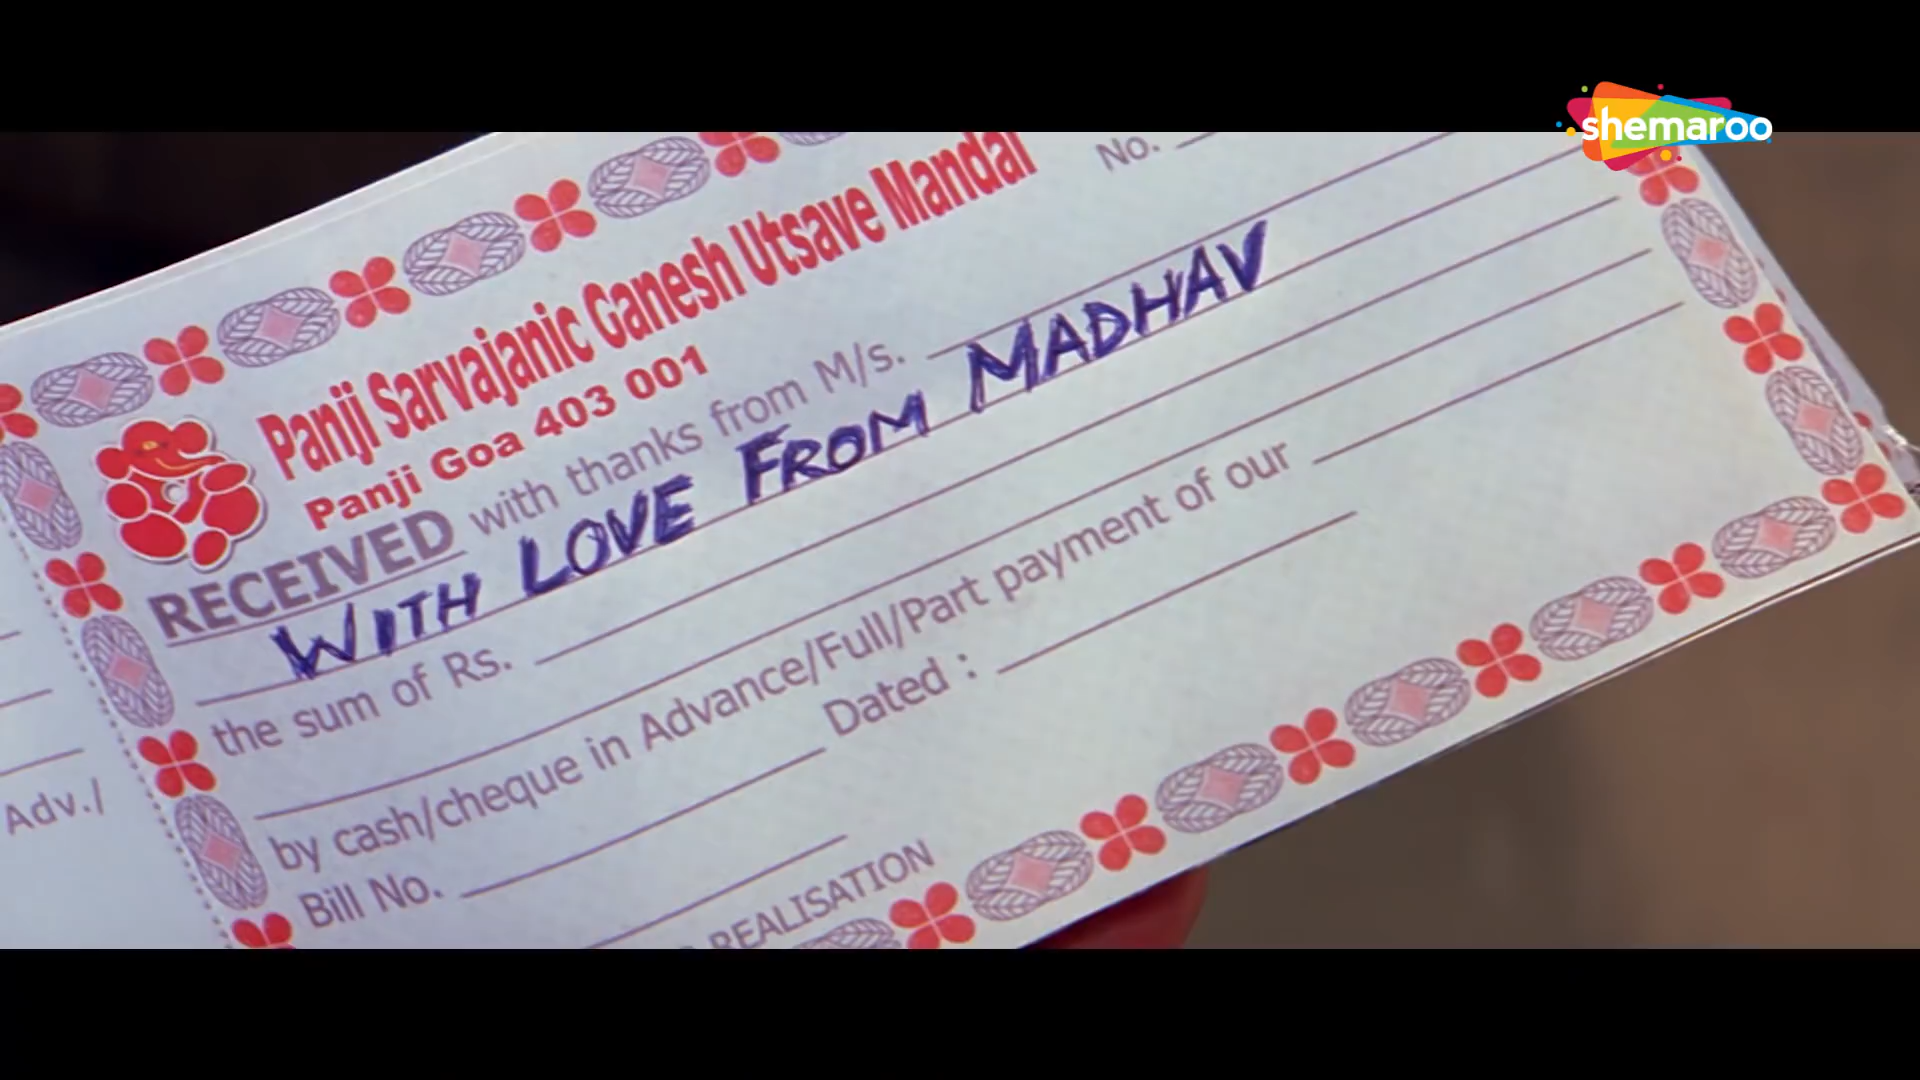 shemaroo
No.
Panji Sarvajanic Ganesh Utsave Mandal
Panji Goa 403 001
RECEIVED with thanks from M/s.
WITH LOVE FROM MADHAV
the sum of Rs.
by cash/cheque in Advance/Full/Part payment of our
Bill No. Dated :
REALISATION
Adv./